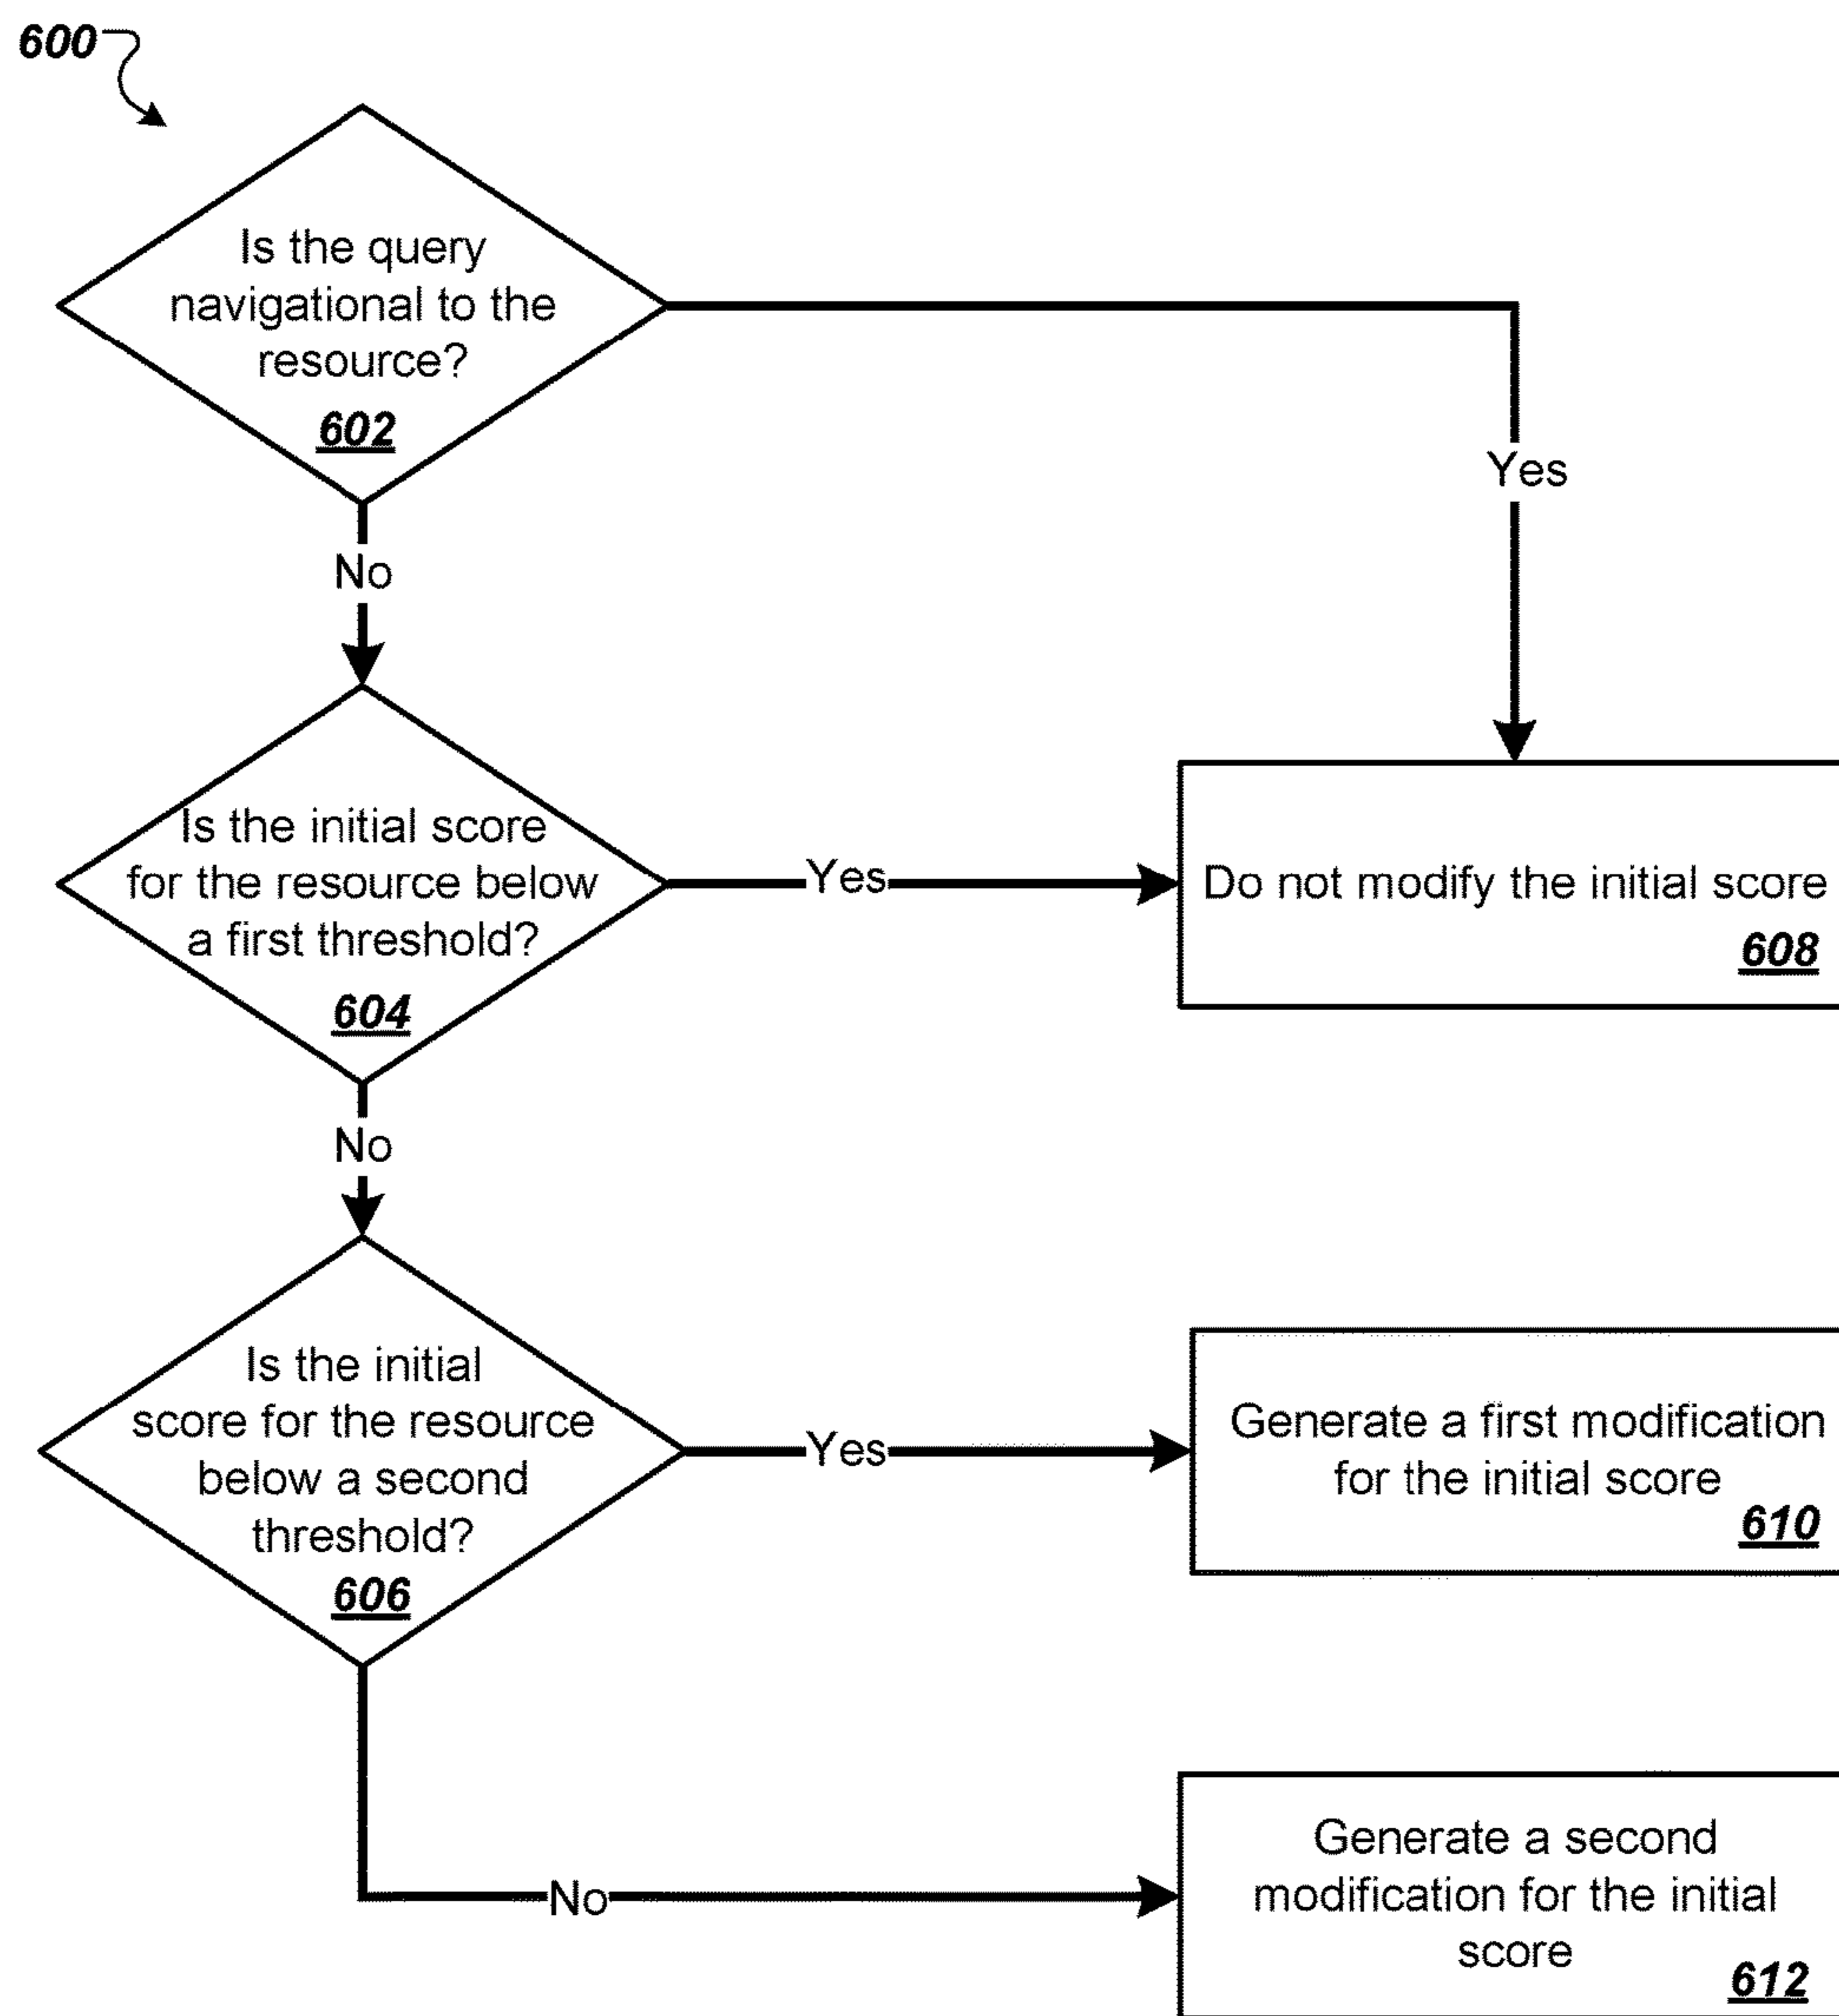 600
Is the query
navigational to the
resource?
602
Yes
No
Is the initial score
for the resource below
a first threshold?
604
Yes
Do not modify the initial score
608
No
Is the initial
score for the resource
below a second
threshold?
606
Yes
Generate a first modification
for the initial score
610
No
Generate a second
modification for the initial
score
612